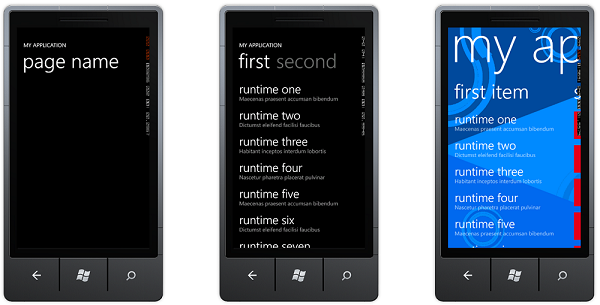 MY APPLICATION
page name
MY APPLICATION
first second
runtime one
Maecenas praesent accumsan bibendum
runtime two
Dictumst eleifend facilisi faucibus
runtime three
Habitant inceptos interdum lobortis
runtime four
Nascetur pharetra placerat pulvinar
runtime five
Maecenas praesent accumsan bibendum
runtime six
Dictumst eleifend facilisi faucibus
runtime seven
my ap
first item s
runtime one
Maecenas praesent accumsan bibendum
runtime two
Dictumst eleifend facilisi faucibus
runtime three
Habitant inceptos interdum lobortis
runtime four
Nascetur pharetra placerat pulvinar
runtime five
Maecenas praesent accumsan bibendum